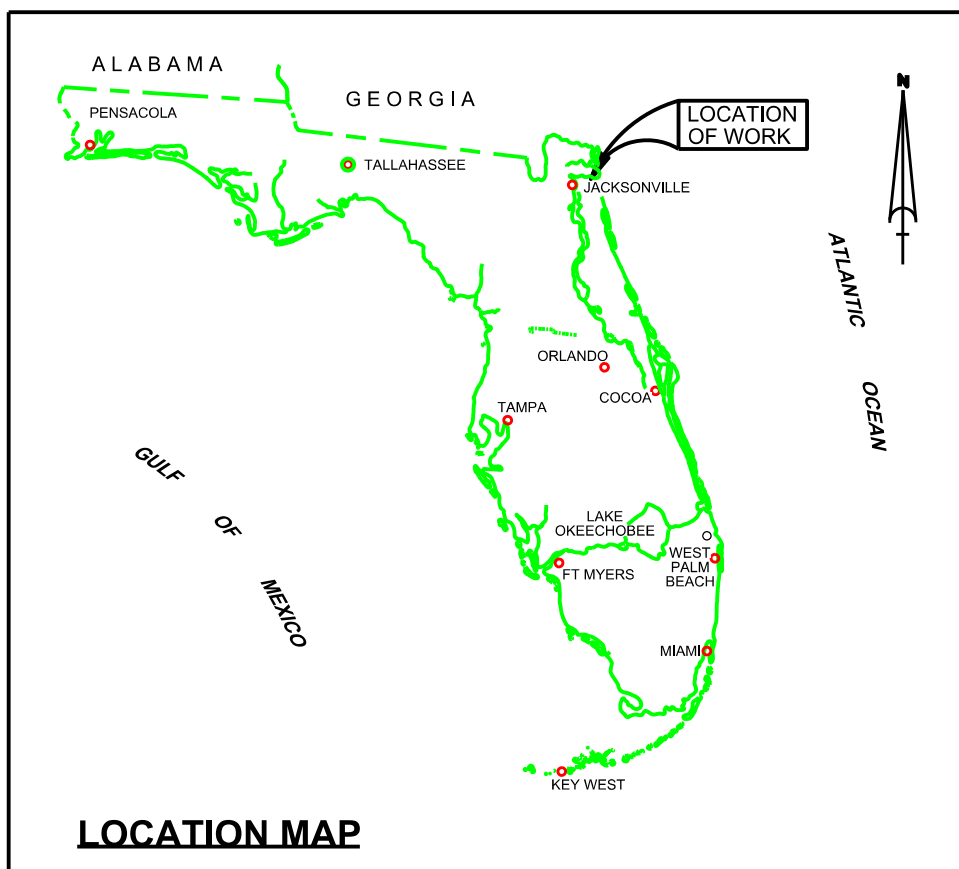 ALABAMA
GEORGIA
PENSACOLA
TALLAHASSEE
N
LOCATION
OF WORK
JACKSONVILLE
ATLANTIC
OCEAN
ORLANDO
COCOA
TAMPA
GULF
OF
MEXICO
LAKE
OKEECHOBEE
WEST
PALM
BEACH
FT MYERS
MIAMI
KEY WEST
LOCATION MAP